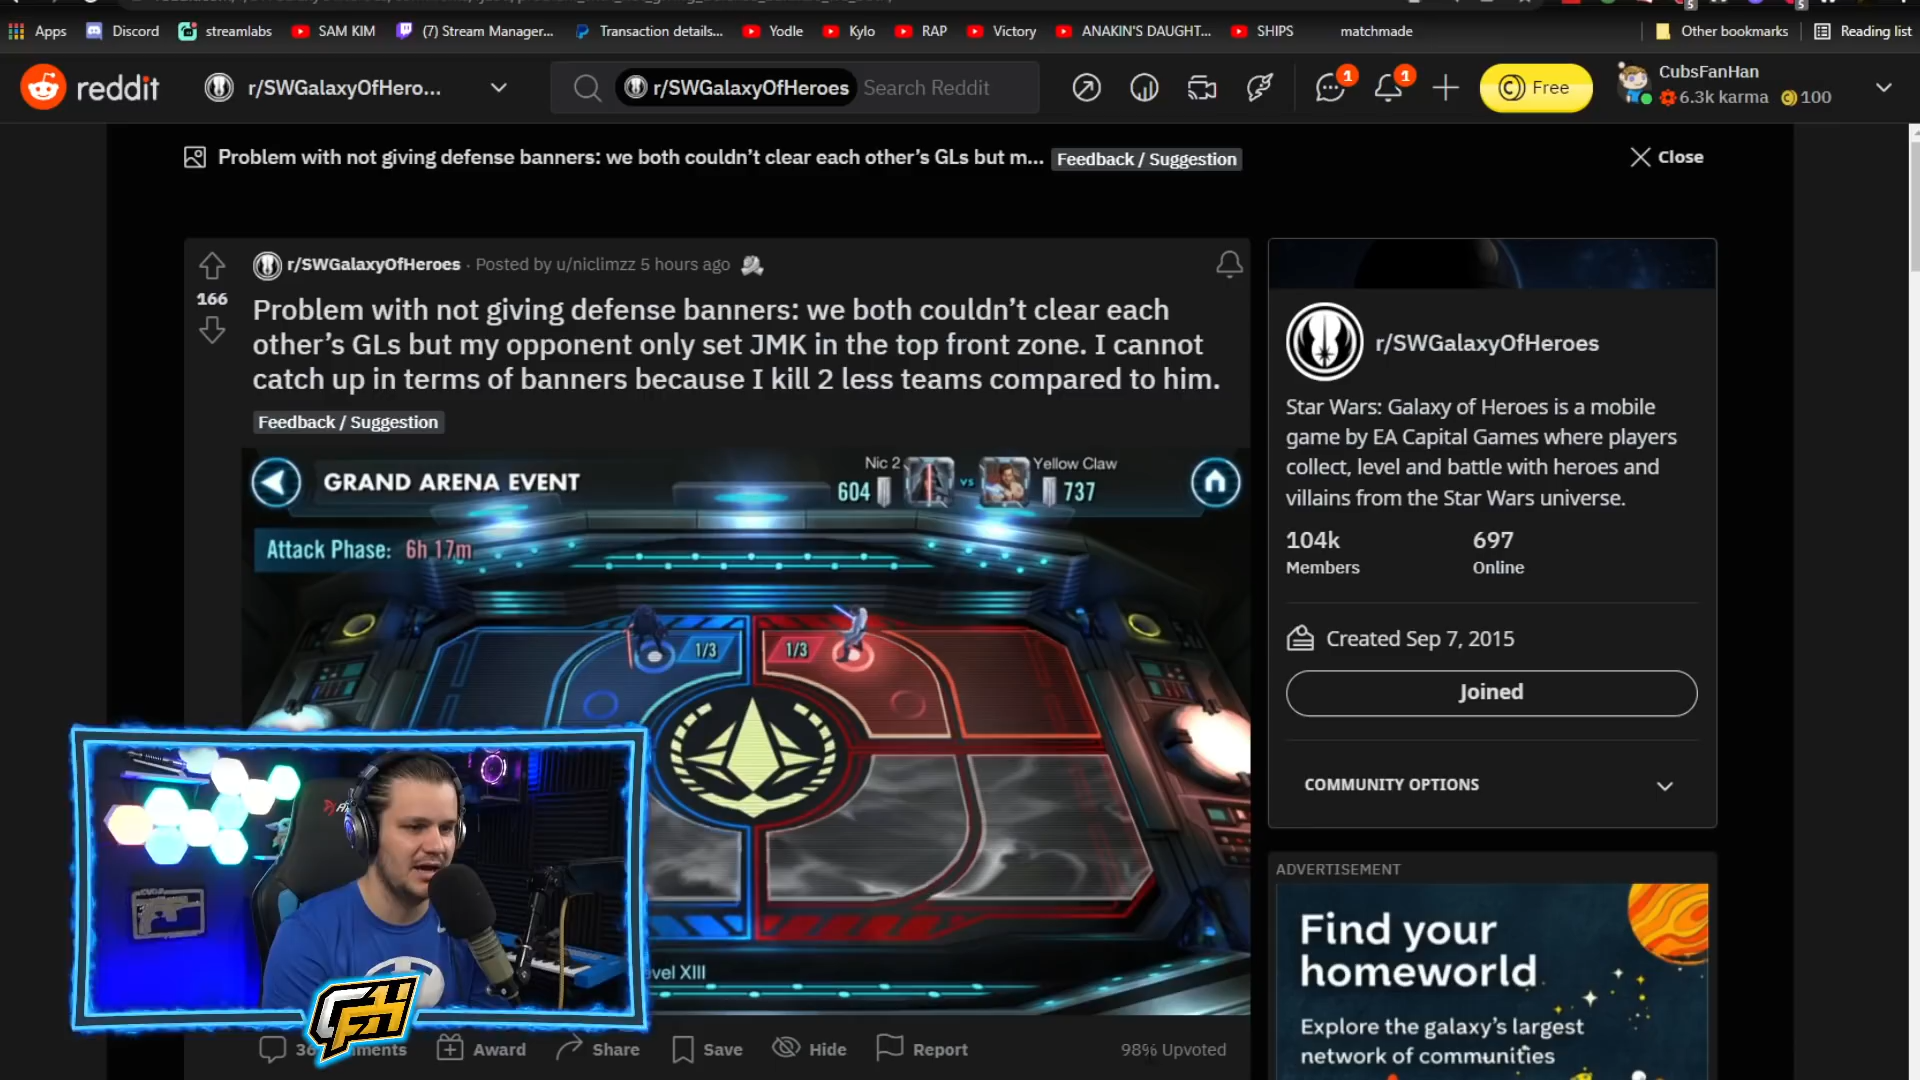 Apps
Discord
streamlabs
SAM KIM
(7) Stream Manager...
Transaction details...
Yodle
Kylo
RAP
Victory
ANAKIN'S DAUGHT...
SHIPS
matchmade
Other bookmarks
Reading list
reddit
r/SWGalaxyOfHero...
r/SWGalaxyOfHeroes
Search Reddit
1
1
Free
CubsFanHan
6.3k karma
100
Problem with not giving defense banners: we both couldn't clear each other's GLs but m...
Feedback / Suggestion
Close
166
r/SWGalaxyOfHeroes · Posted by u/niclimzz 5 hours ago
Problem with not giving defense banners: we both couldn't clear each
other's GLs but my opponent only set JMK in the top front zone. I cannot
catch up in terms of banners because I kill 2 less teams compared to him.
Feedback / Suggestion
GRAND ARENA EVENT
Nic 2
604
vs
Yellow Claw
737
Attack Phase: 6h 17m
1/3
1/3
XIII
CFH
Award
Share
Save
Hide
Report
98% Upvoted
r/SWGalaxyOfHeroes
Star Wars: Galaxy of Heroes is a mobile
game by EA Capital Games where players
collect, level and battle with heroes and
villains from the Star Wars universe.
104k
Members
697
Online
Created Sep 7, 2015
Joined
COMMUNITY OPTIONS
ADVERTISEMENT
Find your
homeworld
Explore the galaxy's largest
network of communities